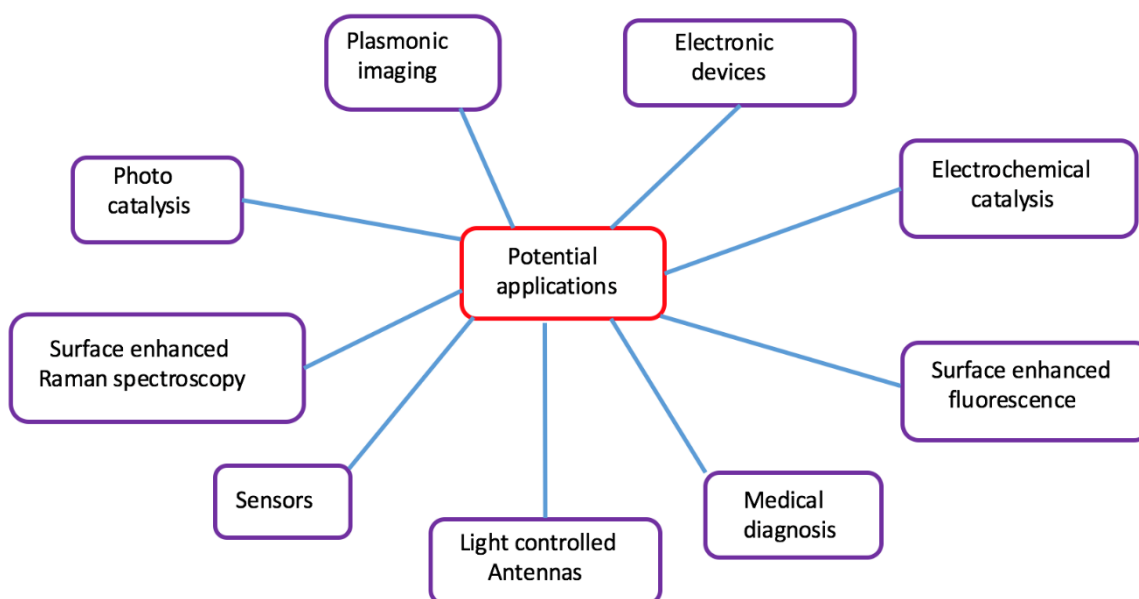 Plasmonic
imaging
Electronic
devices
Photo
catalysis
Electrochemical
catalysis
Potential
applications
Surface enhanced
Raman spectroscopy
Surface enhanced
fluorescence
Sensors
Light controlled
Antennas
Medical
diagnosis